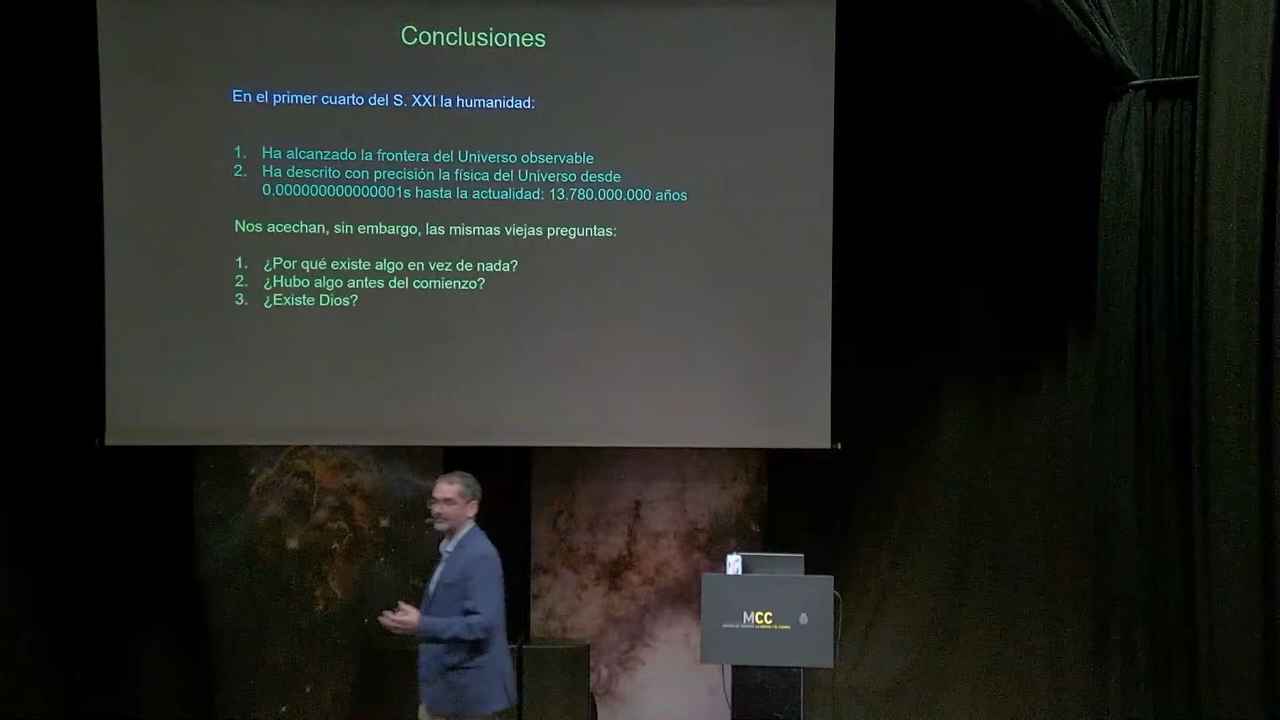 Conclusiones
En el primer cuarto del S. XXI la humanidad:
1. Ha alcanzado la frontera del Universo observable
2. Ha descrito con precisión la física del Universo desde
0.000000000000001s hasta la actualidad: 13.780.000.000 años
Nos acechan, sin embargo, las mismas viejas preguntas:
1. ¿Por qué existe algo en vez de nada?
2. ¿Hubo algo antes del comienzo?
3. ¿Existe Dios?
MCC